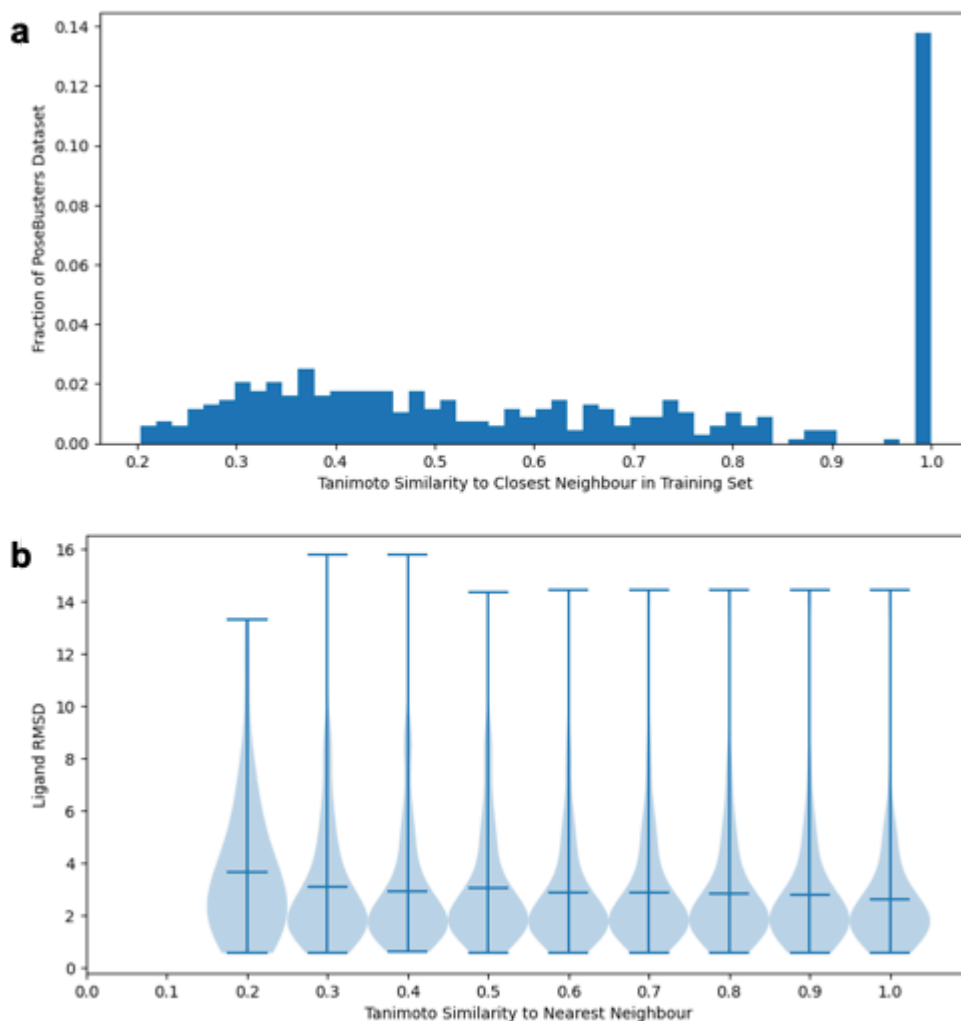 a
Fraction of PoseBusters Dataset
0.14
0.12
0.10
0.08
0.06
0.04
0.02
0.00
0.2 0.3 0.4 0.5 0.6 0.7 0.8 0.9 1.0
Tanimoto Similarity to Closest Neighbour in Training Set
b
Ligand RMSD
16
14
12
10
8
6
4
2
0
0.0 0.1 0.2 0.3 0.4 0.5 0.6 0.7 0.8 0.9 1.0
Tanimoto Similarity to Nearest Neighbour